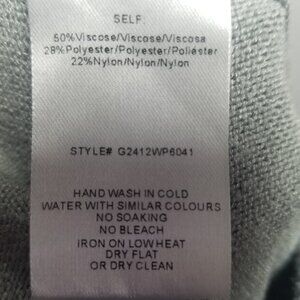 SELF:
50%Viscose/Viscose/Viscosa
28%Polyester/Polyester/Poliéster
22%Nylon/Nylon/Nylon
STYLE# G2412WP6041
HAND WASH IN COLD
WATER WITH SIMILAR COLOURS
NO SOAKING
NO BLEACH
IRON ON LOW HEAT
DRY FLAT
OR DRY CLEAN